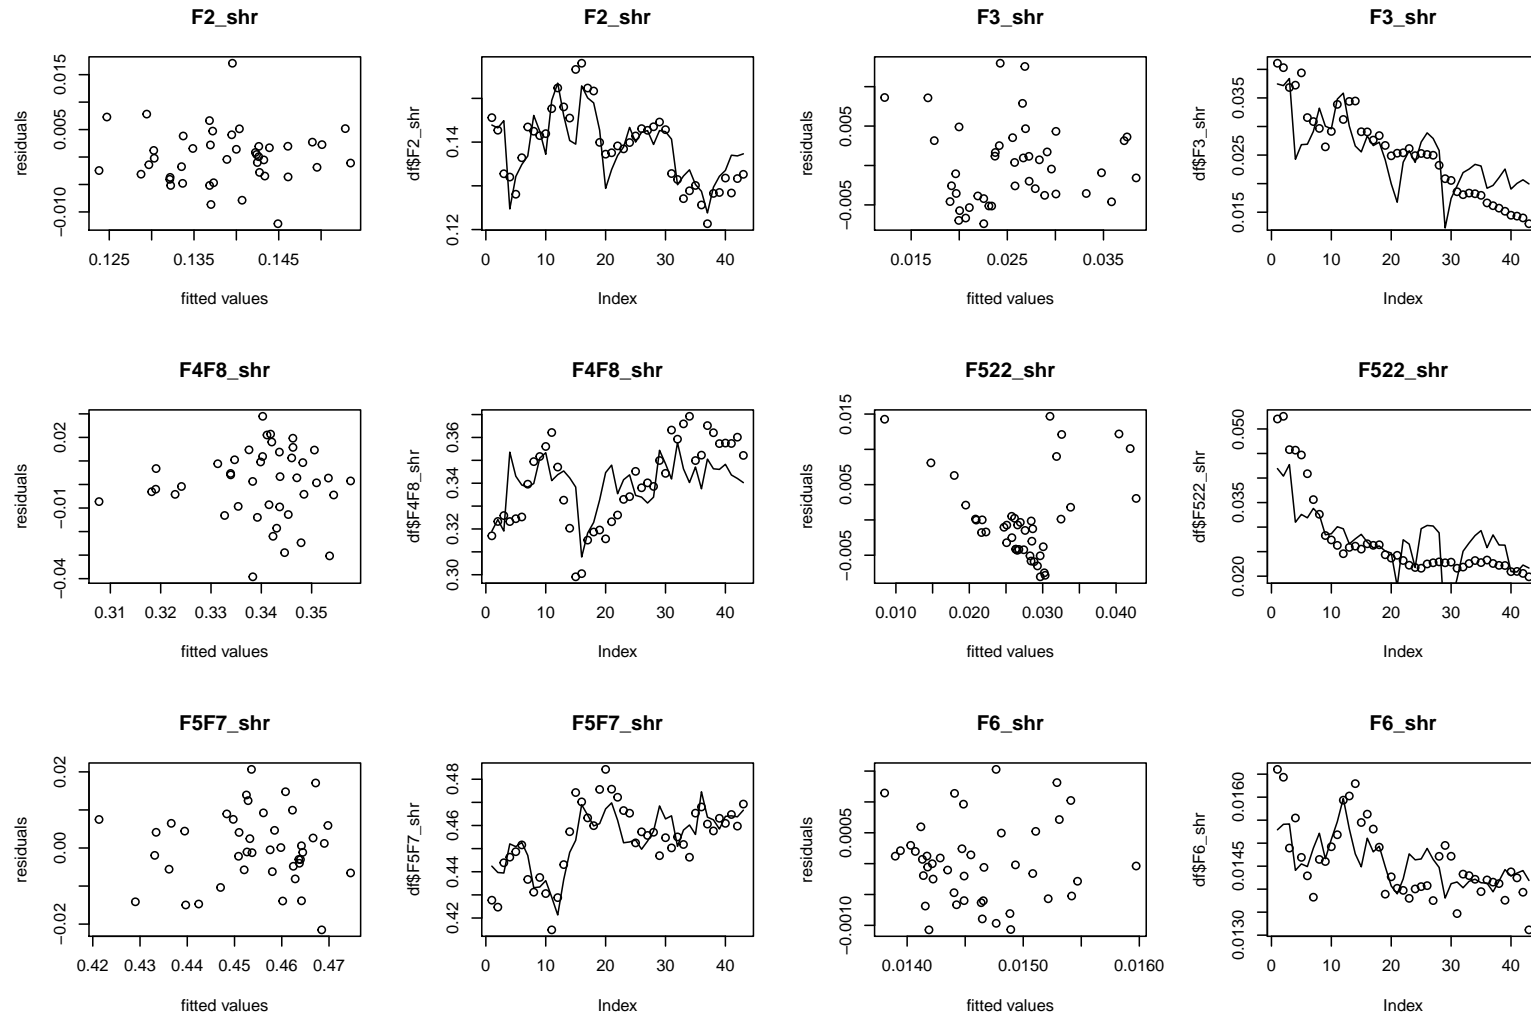 F2_shr
residuals
−0.010 0.005 0.015
0.125 0.135 0.145
fitted values
F2_shr
df$F2_shr
0.12 0.14
0 10 20 30 40
Index
F3_shr
residuals
−0.005 0.005
0.015 0.025 0.035
fitted values
F3_shr
df$F3_shr
0.015 0.025 0.035
0 10 20 30 40
Index
F4F8_shr
residuals
−0.04 −0.01 0.02
0.31 0.32 0.33 0.34 0.35
fitted values
F4F8_shr
df$F4F8_shr
0.30 0.32 0.34 0.36
0 10 20 30 40
Index
F522_shr
residuals
−0.005 0.005 0.015
0.010 0.020 0.030 0.040
fitted values
F522_shr
df$F522_shr
0.020 0.035 0.050
0 10 20 30 40
Index
F5F7_shr
residuals
−0.02 0.00 0.02
0.42 0.43 0.44 0.45 0.46 0.47
fitted values
F5F7_shr
df$F5F7_shr
0.42 0.44 0.46 0.48
0 10 20 30 40
Index
F6_shr
residuals
−0.0010 0.0005
0.0140 0.0150 0.0160
fitted values
F6_shr
df$F6_shr
0.0130 0.0145 0.0160
0 10 20 30 40
Index